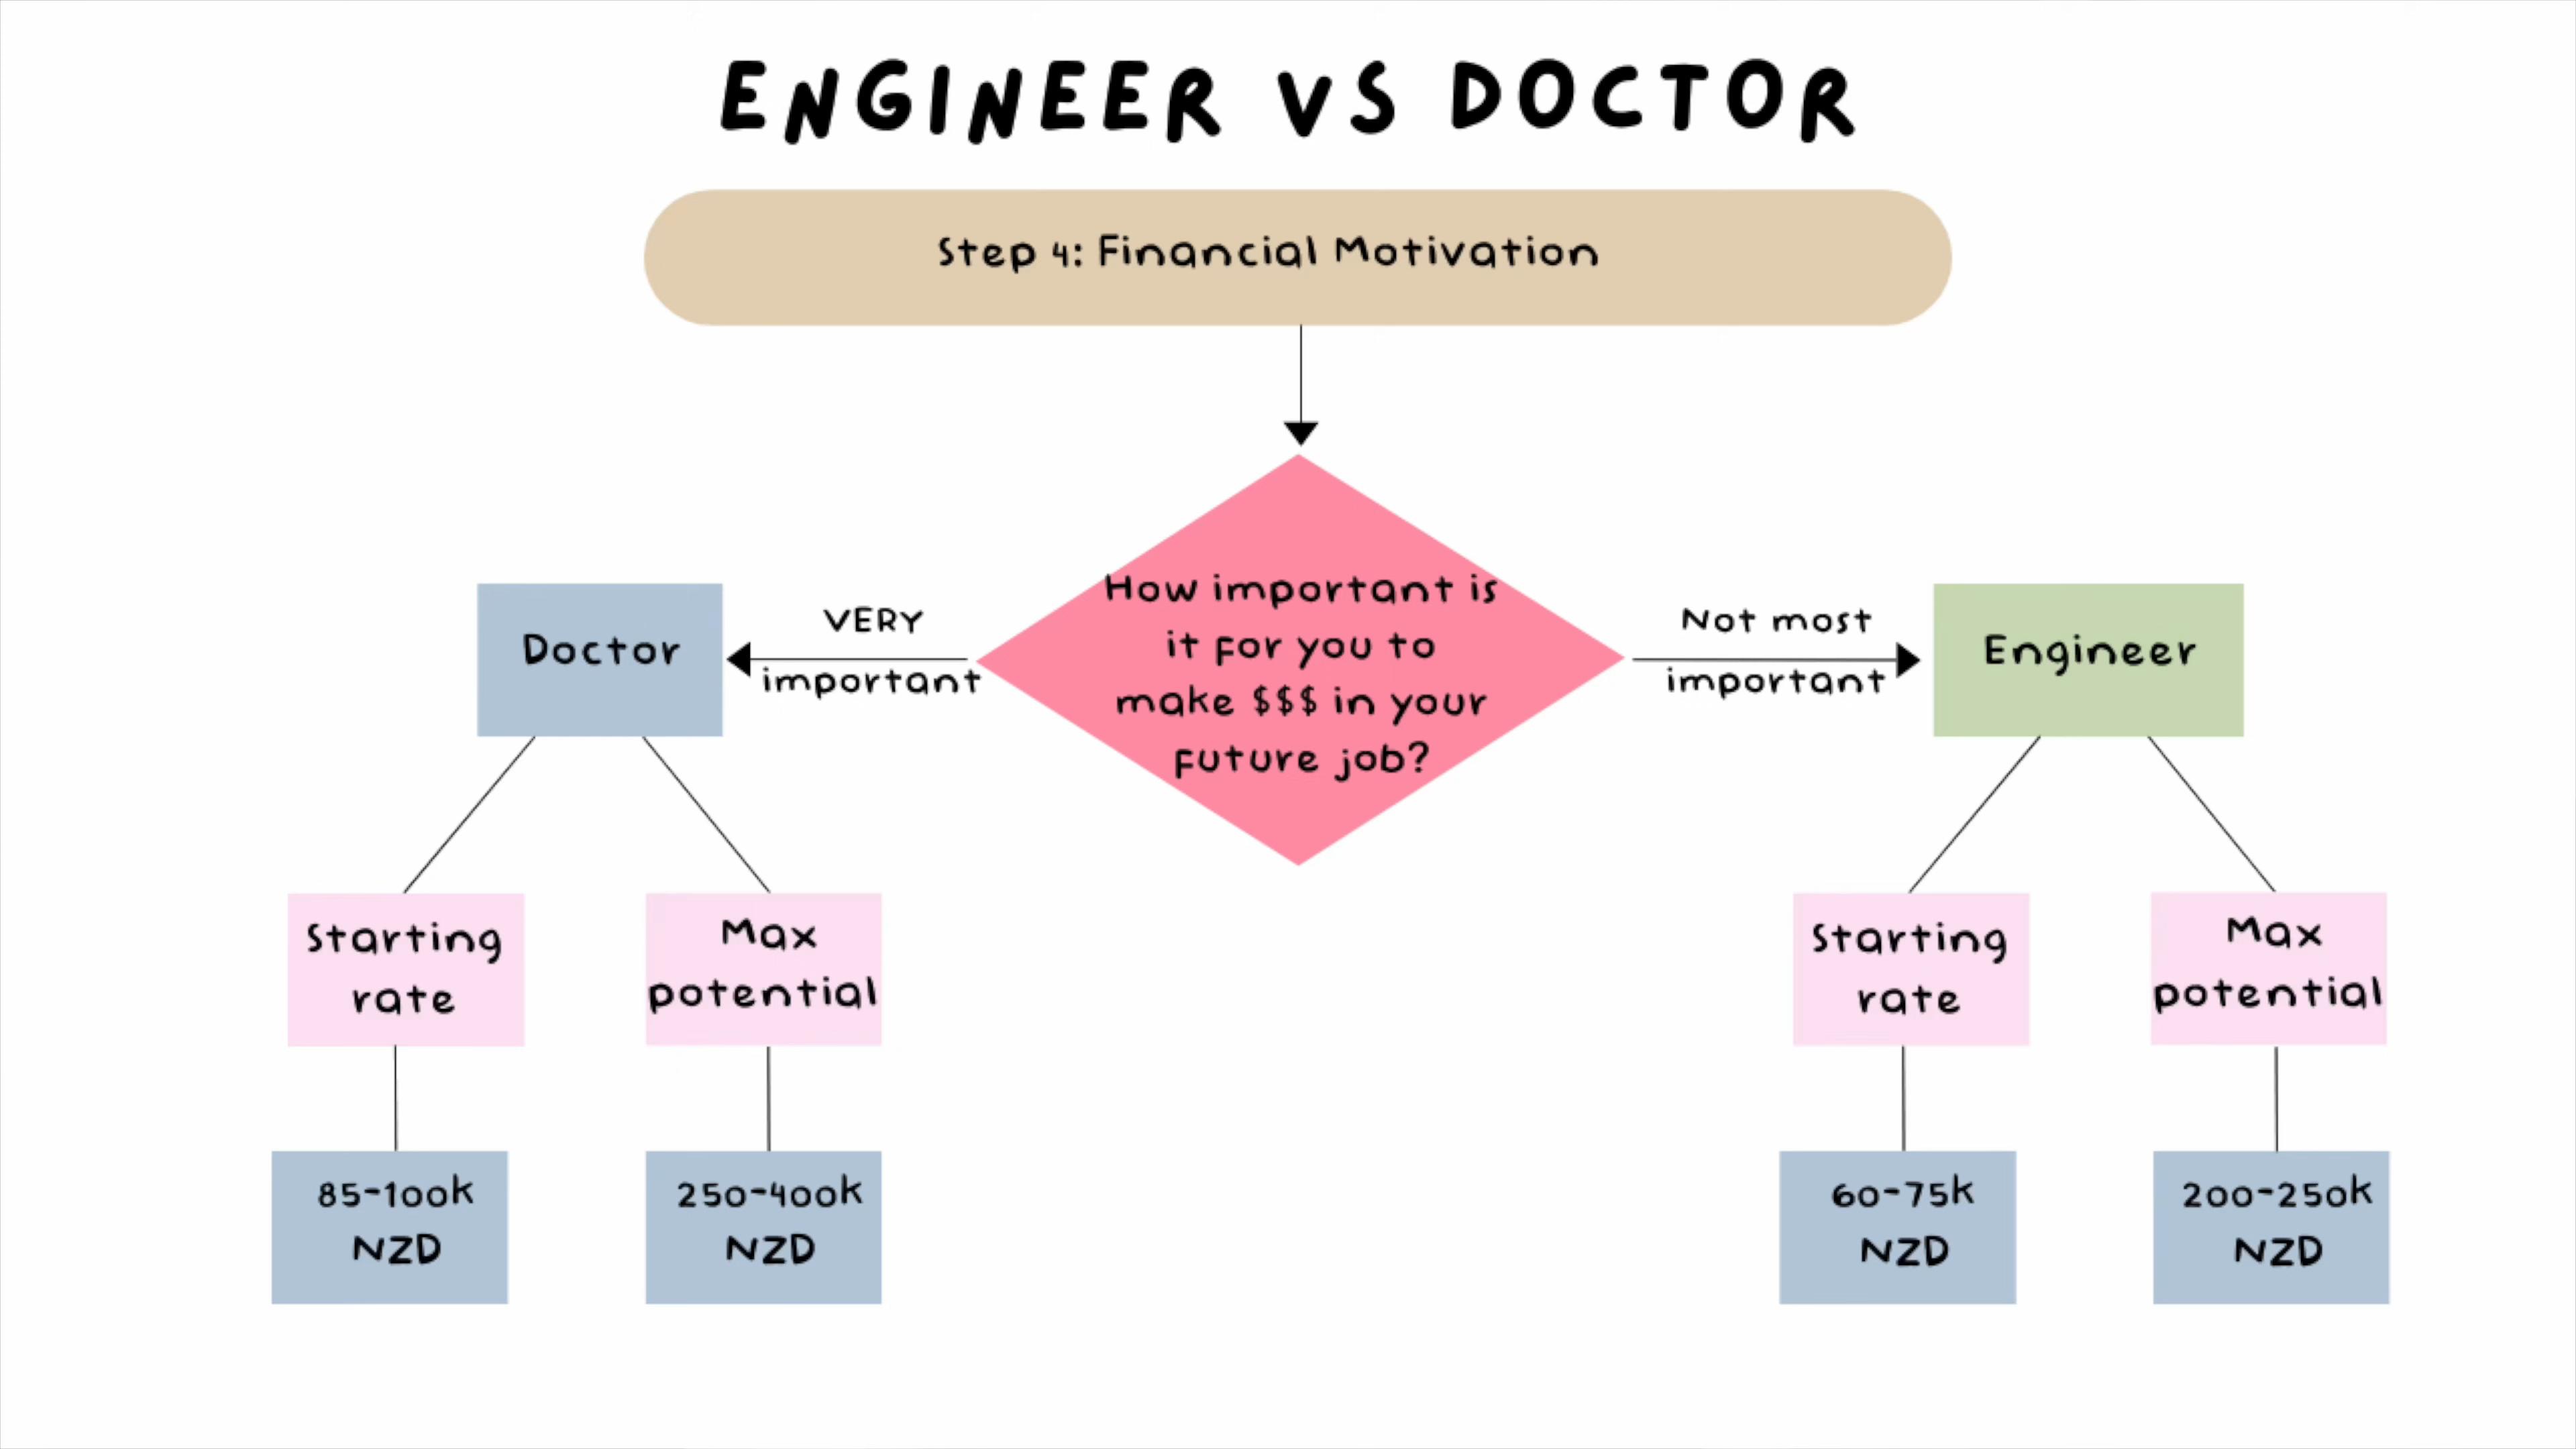 ENGINEER VS DOCTOR
Step 4: Financial Motivation
How important is
it for you to
make $$$ in your
future job?
VERY
important
Doctor
Not most
important
Engineer
Starting
rate
Max
potential
85-100k
NZD
250-400k
NZD
Starting
rate
Max
potential
60-75k
NZD
200-250k
NZD